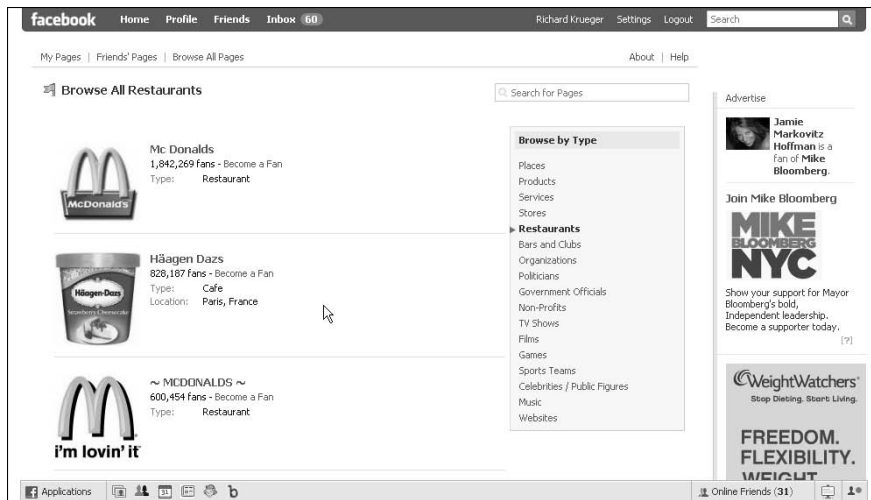 facebook Home Profile Friends Inbox 60 Richard Krueger Settings Logout Search
My Pages | Friends' Pages | Browse All Pages About | Help
Browse All Restaurants
Search for Pages
Mc Donalds
1,842,269 fans - Become a Fan
Type: Restaurant
McDonald's
Häagen Dazs
828,187 fans - Become a Fan
Type: Cafe
Location: Paris, France
Häagen-Dazs
Strawberry Cheesecake
~ MCDONALDS ~
600,454 fans - Become a Fan
Type: Restaurant
i'm lovin' it
Browse by Type
Places
Products
Services
Stores
Restaurants
Bars and Clubs
Organizations
Politicians
Government Officials
Non-Profits
TV Shows
Films
Games
Sports Teams
Celebrities / Public Figures
Music
Websites
Advertise
Jamie
Markovitz
Hoffman is a
fan of Mike
Bloomberg.
Join Mike Bloomberg
MIKE
BLOOMBERG
NYC
Show your support for Mayor
Bloomberg's bold,
Independent leadership.
Become a supporter today.
[?]
WeightWatchers
Stop Dieting. Start Living.
FREEDOM.
FLEXIBILITY.
WEIGHT
Applications 31 Online Friends (31)